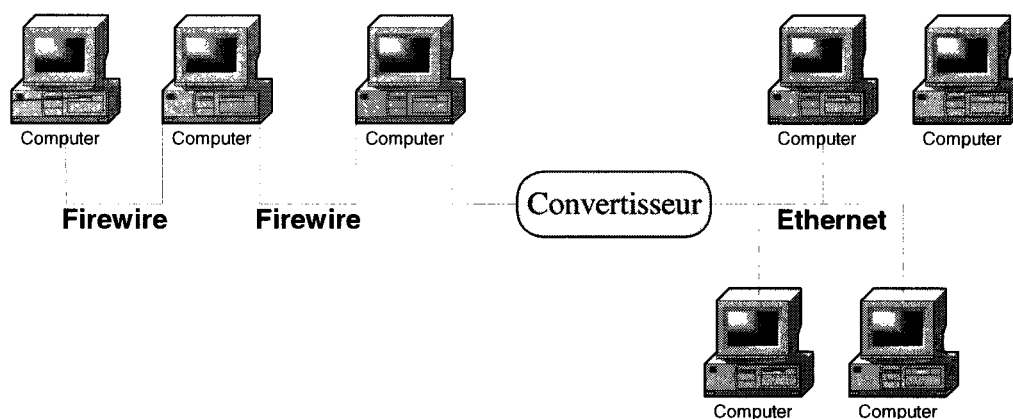 Computer
Computer
Computer
Computer
Computer
Firewire
Firewire
Convertisseur
Ethernet
Computer
Computer